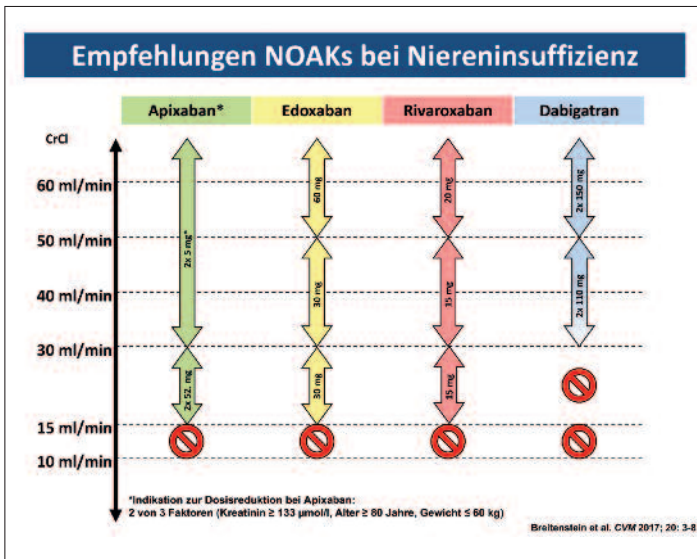 Empfehlungen NOAKs bei Niereninsuffizienz
Apixaban* Edoxaban Rivaroxaban Dabigatran
CrCl
60 ml/min
50 ml/min
40 ml/min
30 ml/min
15 ml/min
10 ml/min
2x 5 mg*
2x 52. mg
60 mg
30 mg
30 mg
20 mg
15 mg
15 mg
2x 150 mg
2x 110 mg
*Indikation zur Dosisreduktion bei Apixaban:
2 von 3 Faktoren (Kreatinin ≥ 133 µmol/l, Alter ≥ 80 Jahre, Gewicht ≤ 60 kg)
Breitenstein et al. CVM 2017; 20: 3-8